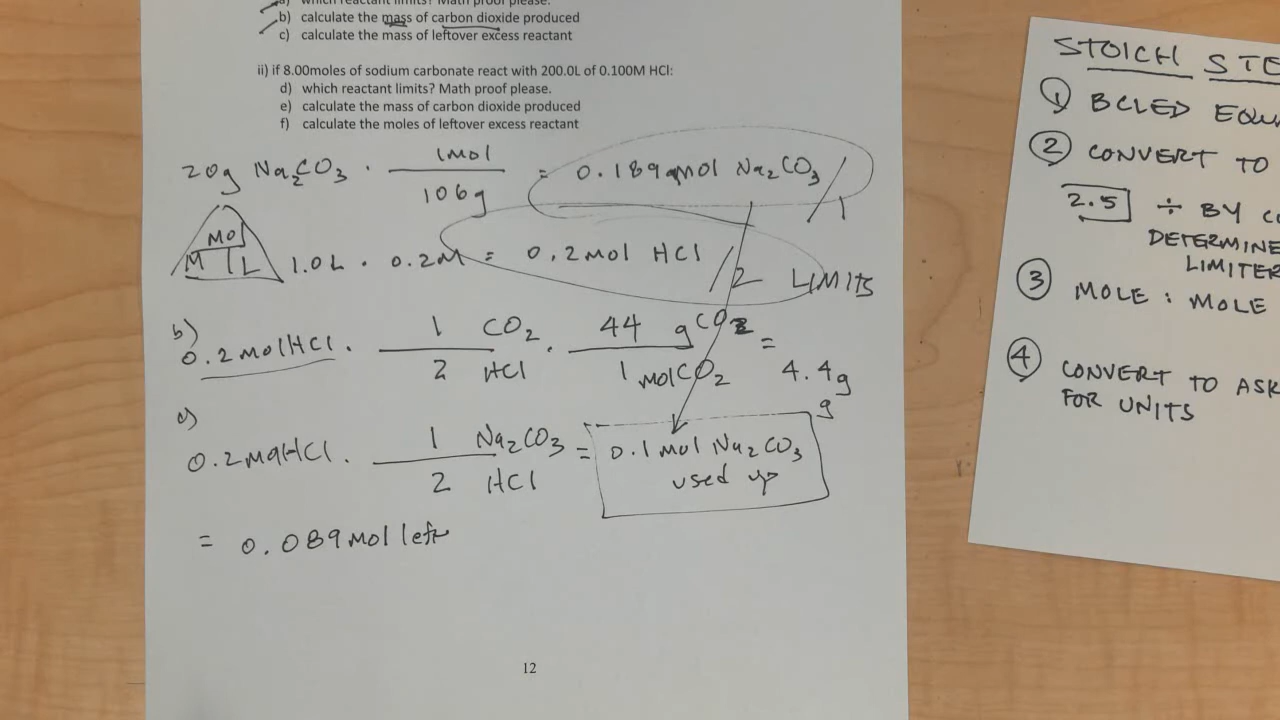 a) which reactant limits? Math proof please.
b) calculate the mass of carbon dioxide produced
c) calculate the mass of leftover excess reactant
ii) if 8.00moles of sodium carbonate react with 200.0L of 0.100M HCl:
d) which reactant limits? Math proof please.
e) calculate the mass of carbon dioxide produced
f) calculate the moles of leftover excess reactant
20g Na2CO3 · 1mol / 106g = 0.189 mol Na2CO3 / 1
mol
M L 1.0L · 0.2M = 0.2mol HCl / 2 LIMITS
b) 0.2molHCl · 1 CO2 / 2 HCl · 44 g CO2 / 1 mol CO2 = 4.4g
g
c) 0.2molHCl · 1 Na2CO3 / 2 HCl = 0.1mol Na2CO3
used up
= 0.089mol left
12
STOICH STE
1 BCLED EQU
2 CONVERT TO
2.5 ÷ BY CO
DETERMINE
LIMITER
3 MOLE : MOLE
4 CONVERT TO ASK
FOR UNITS